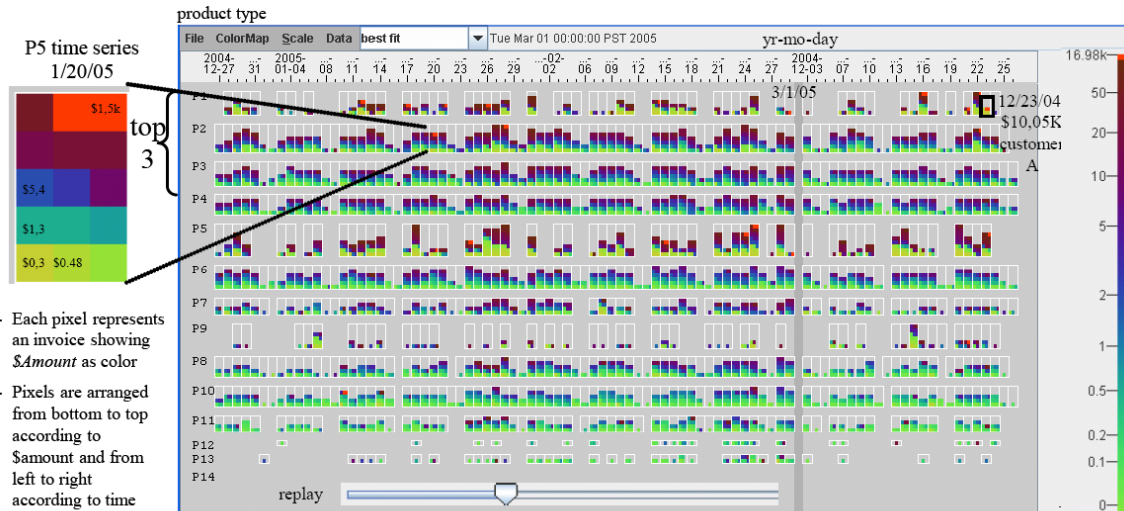 product type
P5 time series
1/20/05
File ColorMap Scale Data best fit Tue Mar 01 00:00:00 PST 2005 yr-mo-day
2004- 2005- ...-02- ... ... 2004-
12-27 31 01-04 08 11 14 17 20 23 26 29 02 06 09 12 15 18 21 24 27 12-03 07 10 13 16 19 22 25
16.98k
50
20
10
5
2
1
0.5
0.2
0.1
0
$1,5k
top
3
$5,4
$1,3
$0,3 $0.48
3/1/05
12/23/04
$10,05K
customer
A
P1
P2
P3
P4
P5
P6
P7
P9
P8
P10
P11
P12
P13
P14
replay
- Each pixel represents
an invoice showing
$Amount as color
- Pixels are arranged
from bottom to top
according to
$amount and from
left to right
according to time